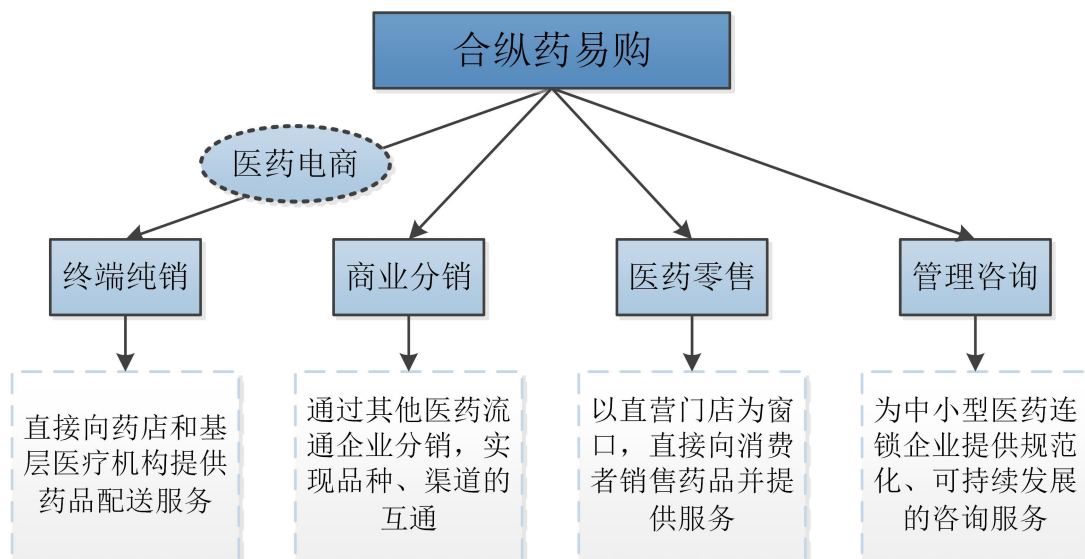 合纵药易购
医药电商
终端纯销
商业分销
医药零售
管理咨询
直接向药店和基
层医疗机构提供
药品配送服务
通过其他医药流
通企业分销，实
现品种、渠道的
互通
以直营门店为窗
口，直接向消费
者销售药品并提
供服务
为中小型医药连
锁企业提供规范
化、可持续发展
的咨询服务